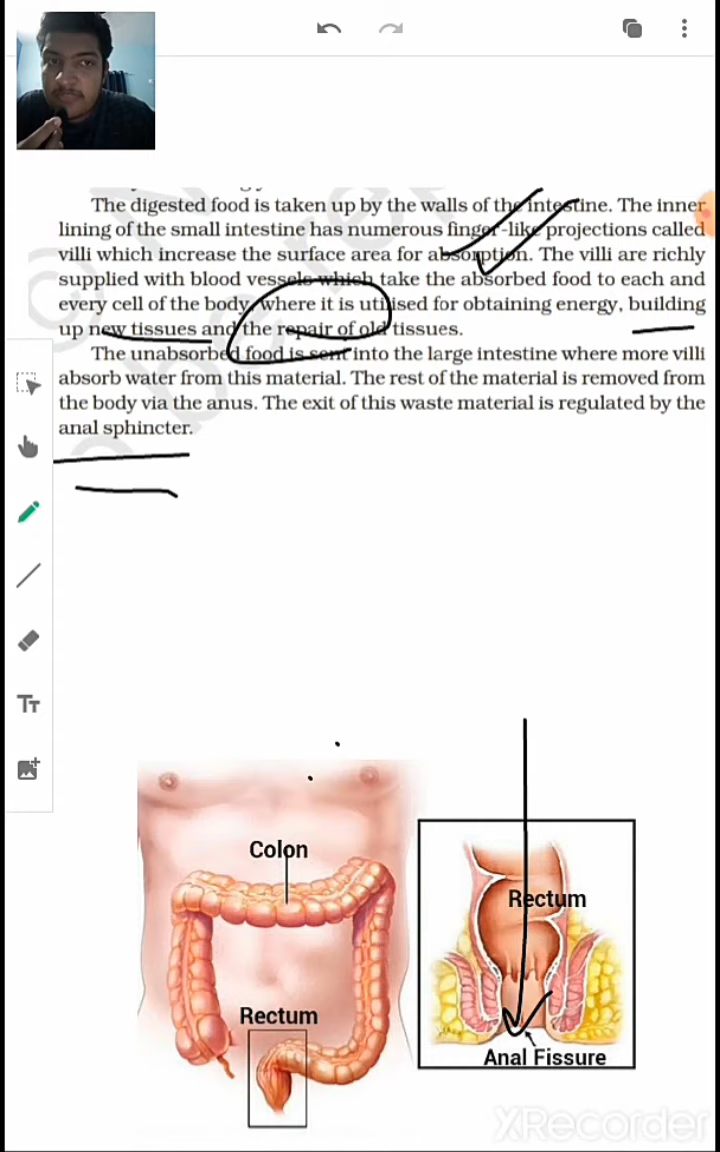 The digested food is taken up by the walls of the intestine. The inner
lining of the small intestine has numerous finger-like projections called
villi which increase the surface area for absorption. The villi are richly
supplied with blood vessels which take the absorbed food to each and
every cell of the body, where it is utilised for obtaining energy, building
up new tissues and the repair of old tissues.
The unabsorbed food is sent into the large intestine where more villi
absorb water from this material. The rest of the material is removed from
the body via the anus. The exit of this waste material is regulated by the
anal sphincter.
TT
Colon
Rectum
Rectum
Anal Fissure
XRecorder